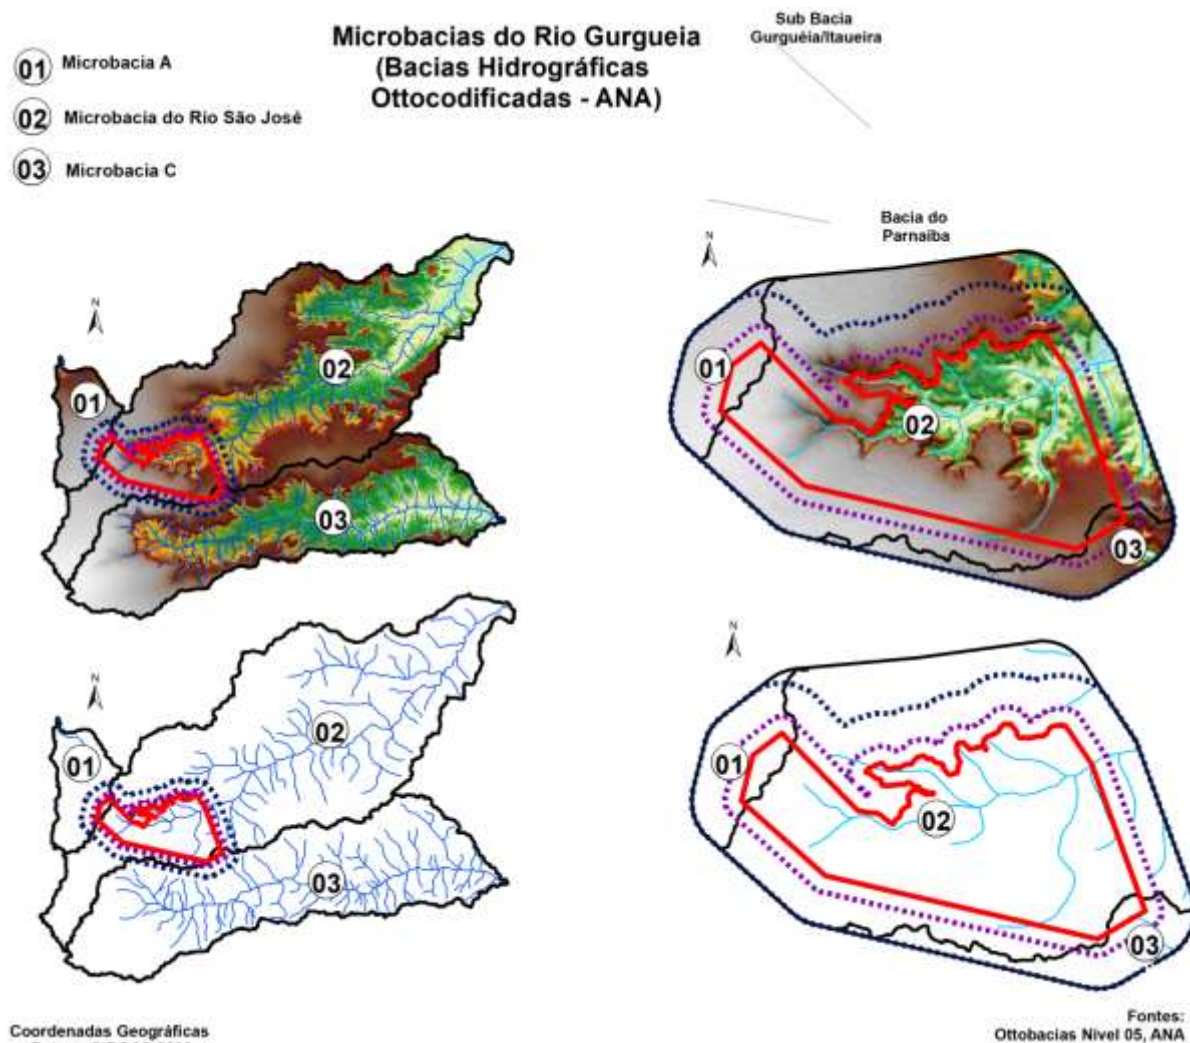 Microbacias do Rio Gurgueia
(Bacias Hidrográficas
Ottocodificadas - ANA)
Sub Bacia
Gurguéia/Itaueira
01 Microbacia A
02 Microbacia do Rio São José
03 Microbacia C
Bacia do
Parnaíba
N
N
01
02
03
01
02
03
N
N
01
02
03
01
02
03
Coordenadas Geográficas
Fontes:
Ottobacias Nivel 05, ANA